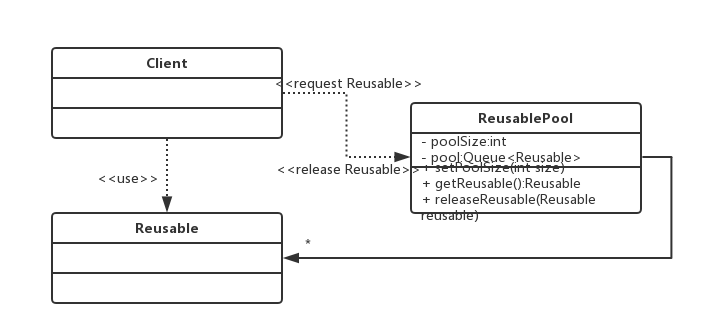 Client
<<request Reusable>>
ReusablePool
- poolSize:int
- pool:Queue<Reusable>
+ setPoolSize(int size)
<<release Reusable>>
+ getReusable():Reusable
<<use>>
+ releaseReusable(Reusable
reusable)
Reusable
*